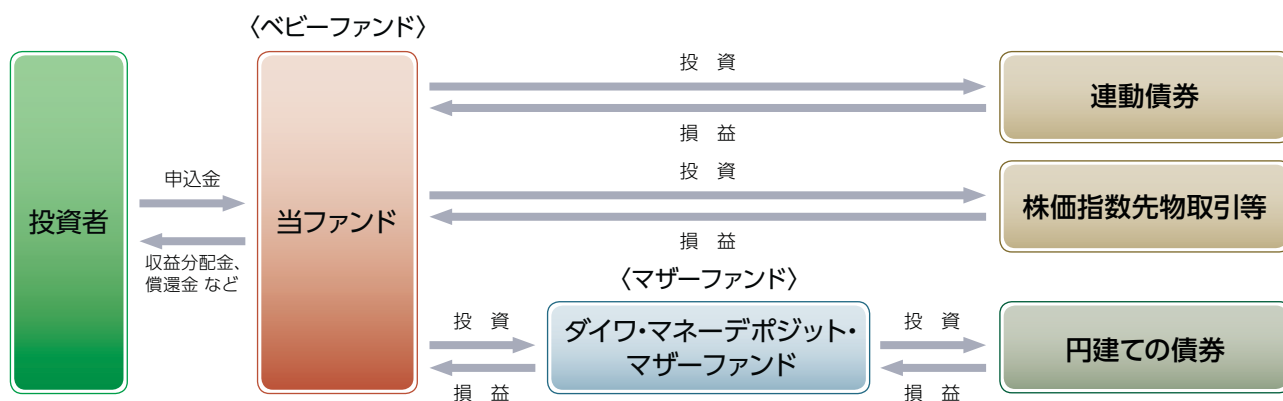 〈ベビーファンド〉
投資者
申込金
収益分配金、
償還金 など
当ファンド
投 資
損 益
連動債券
投 資
損 益
株価指数先物取引等
〈マザーファンド〉
投 資
損 益
ダイワ・マネーデポジット・
マザーファンド
投 資
損 益
円建ての債券